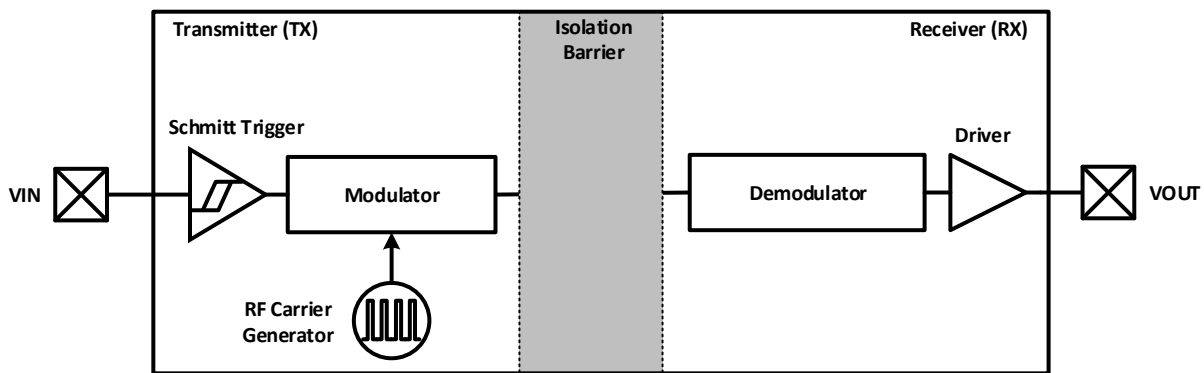 Transmitter (TX)
Isolation
Barrier
Receiver (RX)
Schmitt Trigger
Driver
VIN
Modulator
Demodulator
VOUT
RF Carrier
Generator